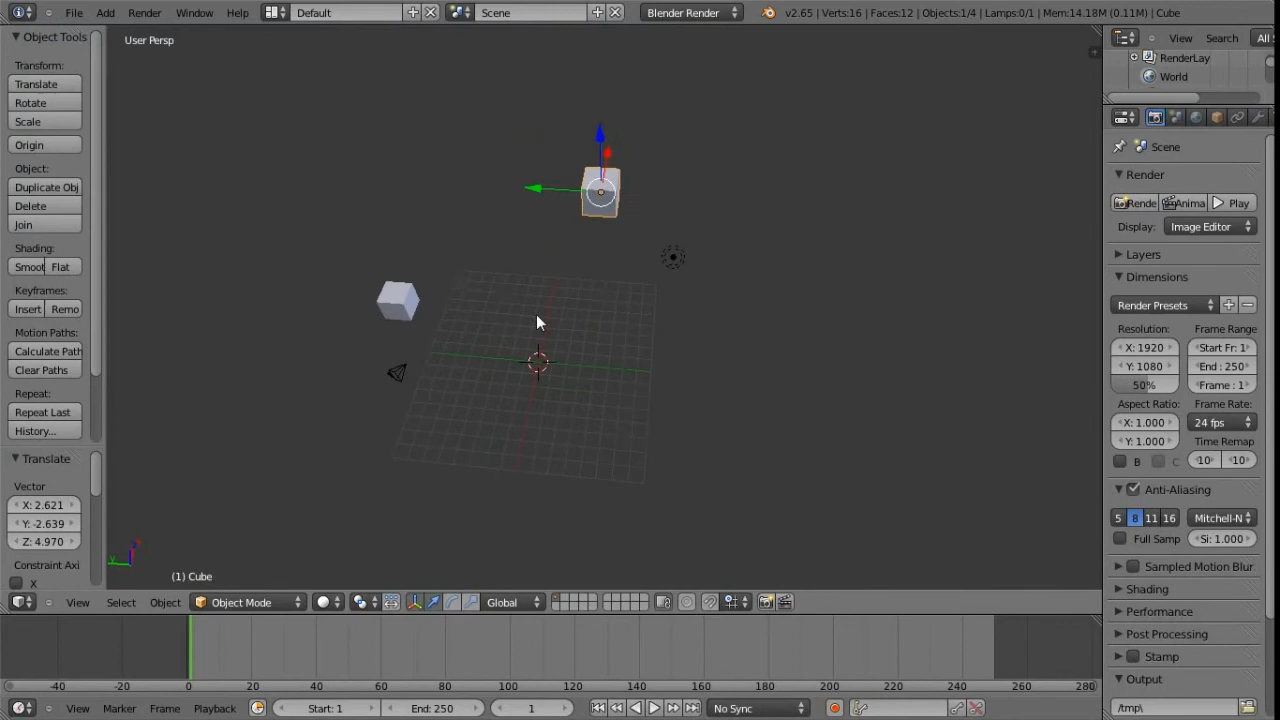 File Add Render Window Help Default Scene Blender Render v2.65 | Verts:16 | Faces:12 | Objects:1/4 | Lamps:0/1 | Mem:14.18M (0.11M) | Cube
Object Tools
Transform:
Translate
Rotate
Scale
Origin
Object:
Duplicate Obj
Delete
Join
Shading:
Smoot Flat
Keyframes:
Insert Remo
Motion Paths:
Calculate Path
Clear Paths
Repeat:
Repeat Last
History...
Translate
Vector
X: 2.621
Y: -2.639
Z: 4.970
Constraint Axi
X
User Persp
z
y
(1) Cube
View Select Object Object Mode Global
View Search All
RenderLay
World
Scene
Render
Rende Anima Play
Display: Image Editor
Layers
Dimensions
Render Presets
Resolution: Frame Range
X: 1920 Start Fr: 1
Y: 1080 End : 250
50% Frame : 1
Aspect Ratio: Frame Rate:
X: 1.000 24 fps
Y: 1.000 Time Remap
B C 10 10
Anti-Aliasing
5 8 11 16 Mitchell-N
Full Samp Si: 1.000
Sampled Motion Blur
Shading
Performance
Post Processing
Stamp
Output
/tmp\
-40 -20 0 20 40 60 80 100 120 140 160 180 200 220 240 260 280
View Marker Frame Playback Start: 1 End: 250 1 No Sync